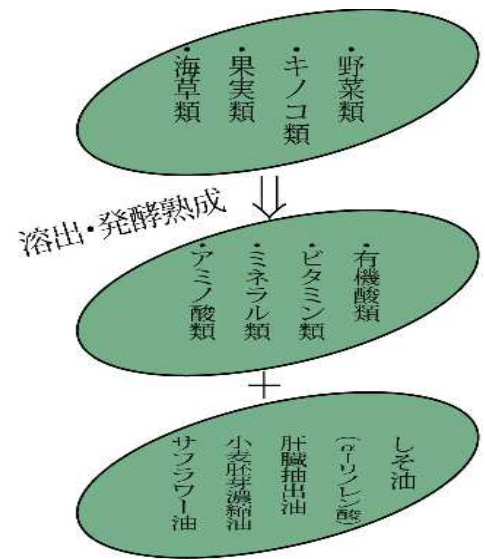 ・野菜類
・キノコ類
・果実類
・海草類
⇓
溶出・発酵熟成
・有機酸類
・ビタミン類
・ミネラル類
・アミノ酸類
+
しそ油
(α-リノレン酸)
肝臓抽出油
小麦胚芽濃縮油
サフラワー油